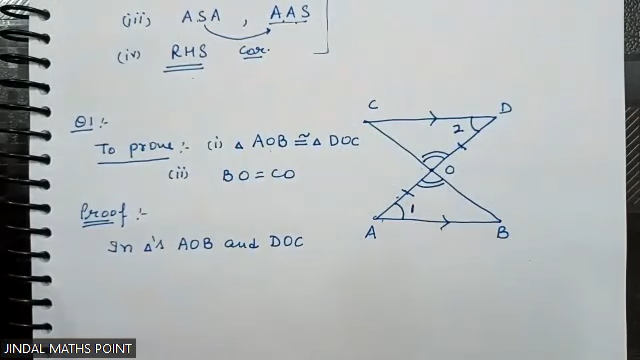 (iii) ASA , AAS
(iv) RHS Cor.
Q1:-
To prove :- (i) △ AOB ≅ △ DOC
(ii) BO = CO
Proof :-
In △'s AOB and DOC
C
D
2
O
1
A
B
JINDAL MATHS POINT